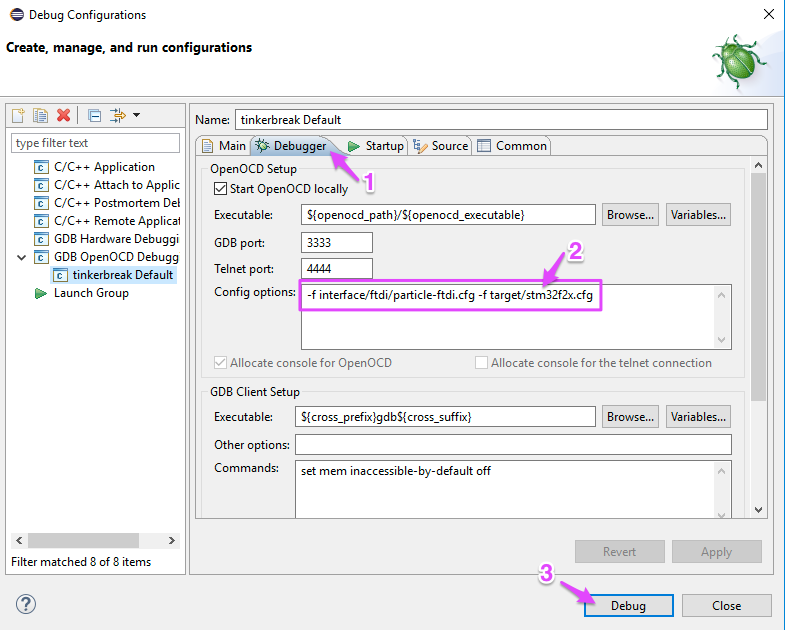 Debug Configurations
Create, manage, and run configurations
type filter text
C/C++ Application
C/C++ Attach to Applic
C/C++ Postmortem Del
C/C++ Remote Applicat
GDB Hardware Debuggi
GDB OpenOCD Debugg
tinkerbreak Default
Launch Group
Filter matched 8 of 8 items
Name: tinkerbreak Default
Main Debugger Startup Source Common
1
OpenOCD Setup
Start OpenOCD locally
Executable: ${openocd_path}/${openocd_executable} Browse... Variables...
GDB port: 3333
Telnet port: 4444
2
Config options: -f interface/ftdi/particle-ftdi.cfg -f target/stm32f2x.cfg
Allocate console for OpenOCD Allocate console for the telnet connection
GDB Client Setup
Executable: ${cross_prefix}gdb${cross_suffix} Browse... Variables...
Other options:
Commands: set mem inaccessible-by-default off
Revert Apply
3
? Debug Close